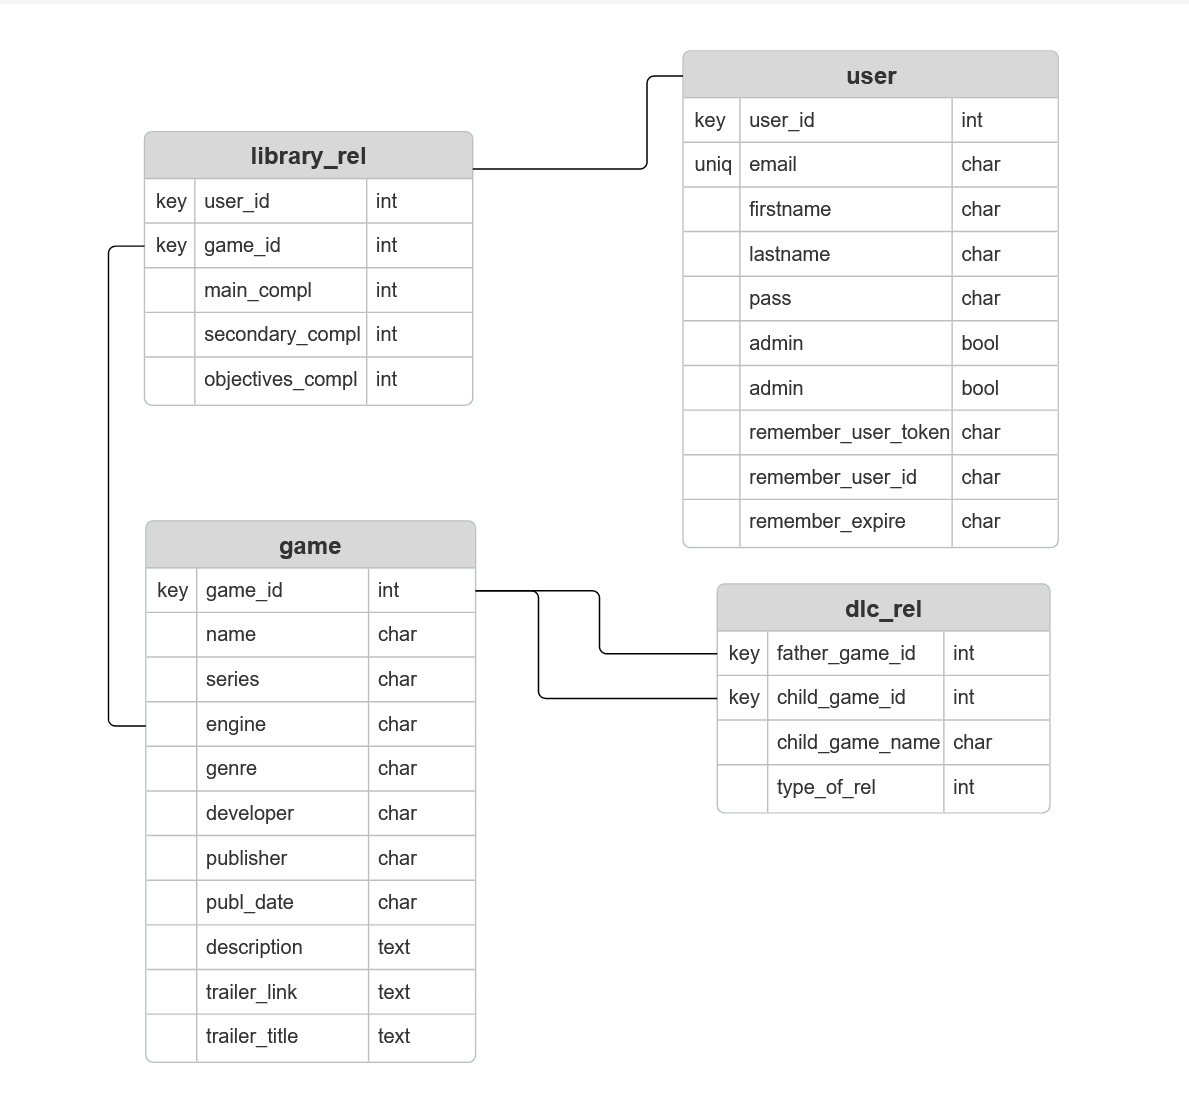 library_rel
key user_id int
key game_id int
main_compl int
secondary_compl int
objectives_compl int
user
key user_id int
uniq email char
firstname char
lastname char
pass char
admin bool
admin bool
remember_user_token char
remember_user_id char
remember_expire char
game
key game_id int
name char
series char
engine char
genre char
developer char
publisher char
publ_date char
description text
trailer_link text
trailer_title text
dlc_rel
key father_game_id int
key child_game_id int
child_game_name char
type_of_rel int